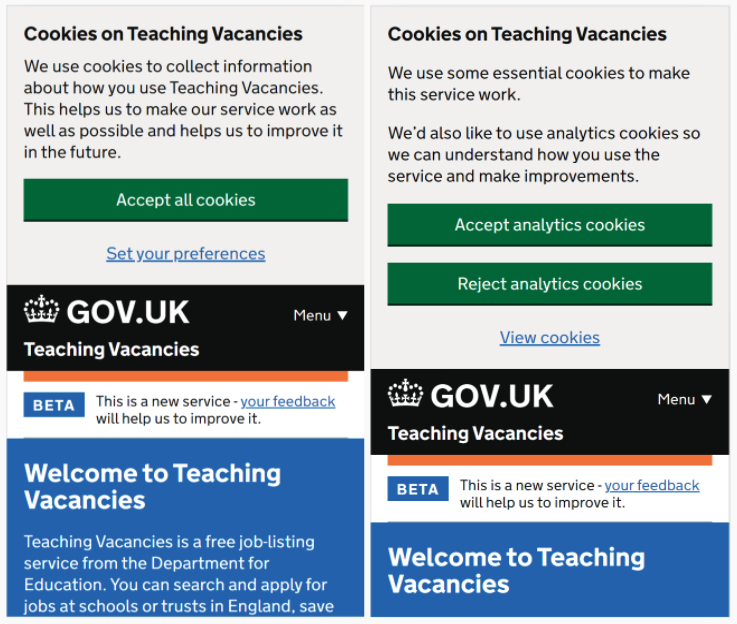 Cookies on Teaching Vacancies
We use cookies to collect information
about how you use Teaching Vacancies.
This helps us to make our service work as
well as possible and helps us to improve it
in the future.
Accept all cookies
Set your preferences
GOV.UK
Menu ▼
Teaching Vacancies
BETA
This is a new service - your feedback
will help us to improve it.
Welcome to Teaching
Vacancies
Teaching Vacancies is a free job-listing
service from the Department for
Education. You can search and apply for
jobs at schools or trusts in England, save
Cookies on Teaching Vacancies
We use some essential cookies to make
this service work.
We’d also like to use analytics cookies so
we can understand how you use the
service and make improvements.
Accept analytics cookies
Reject analytics cookies
View cookies
GOV.UK
Menu ▼
Teaching Vacancies
BETA
This is a new service - your feedback
will help us to improve it.
Welcome to Teaching
Vacancies